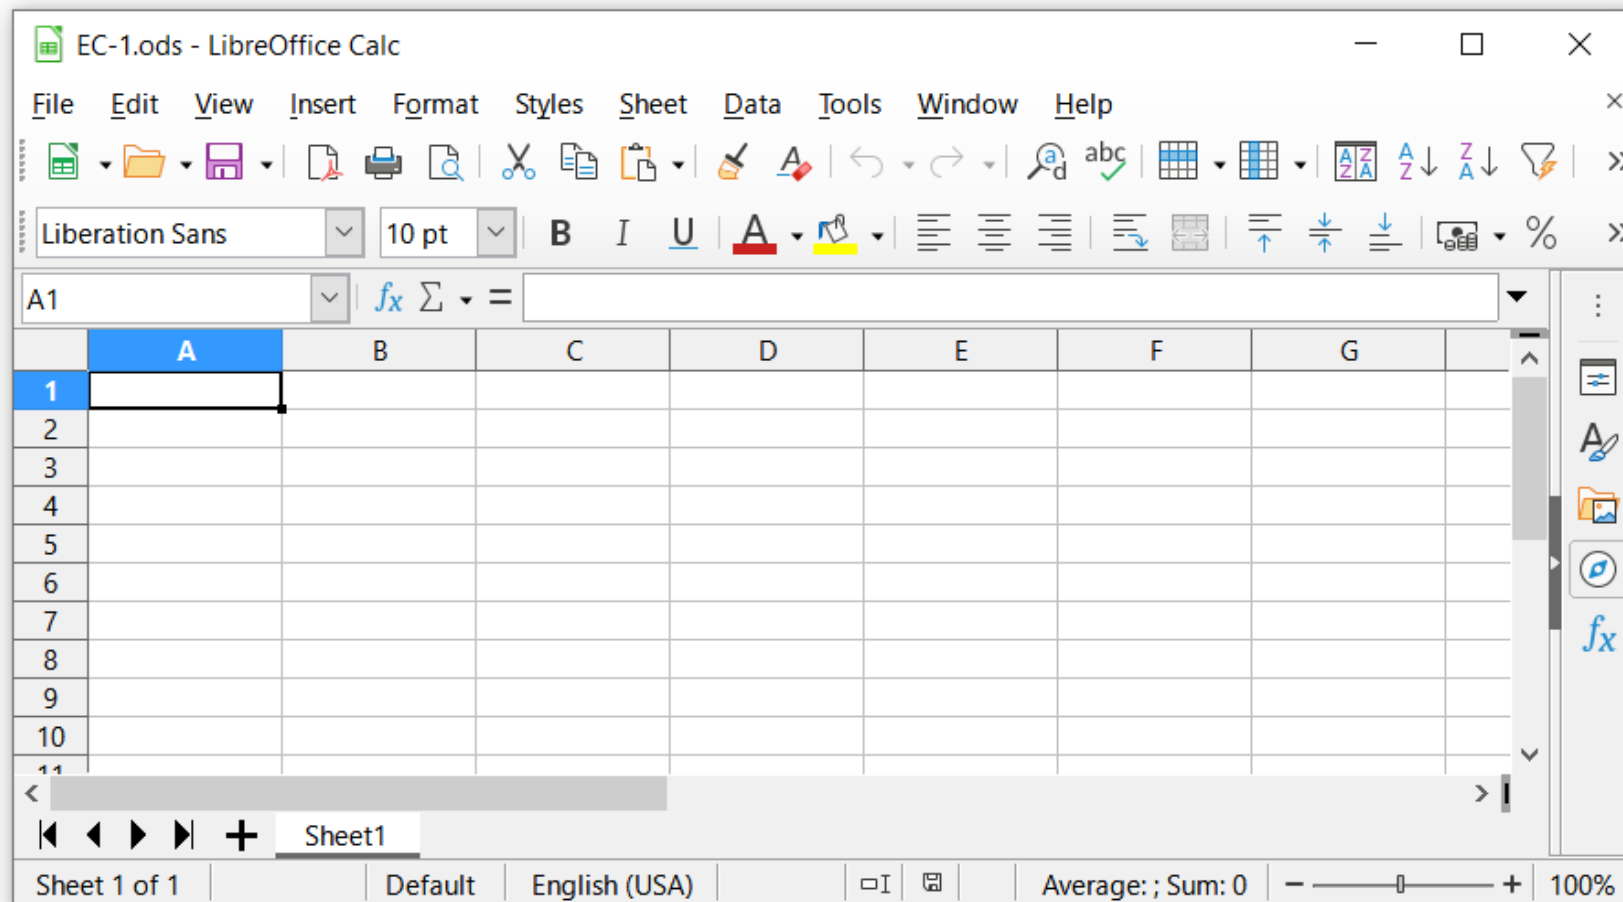 EC-1.ods - LibreOffice Calc
File Edit View Insert Format Styles Sheet Data Tools Window Help
abc A Z Z A A Z Z A
Liberation Sans 10 pt B I U A %
A1 fx Σ =
A B C D E F G
1
2
3
4
5
6
7
8
9
10
11
fx
Sheet1
Sheet 1 of 1 Default English (USA) Average: ; Sum: 0 100%